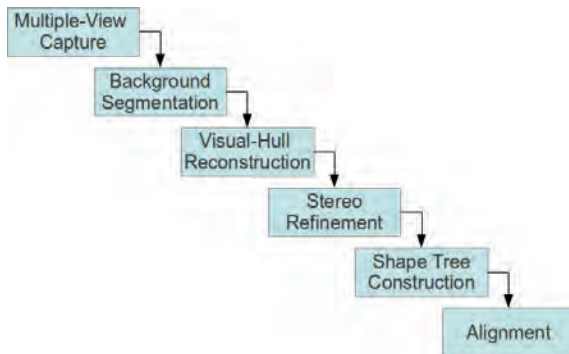 Multiple-View
Capture
Background
Segmentation
Visual-Hull
Reconstruction
Stereo
Refinement
Shape Tree
Construction
Alignment